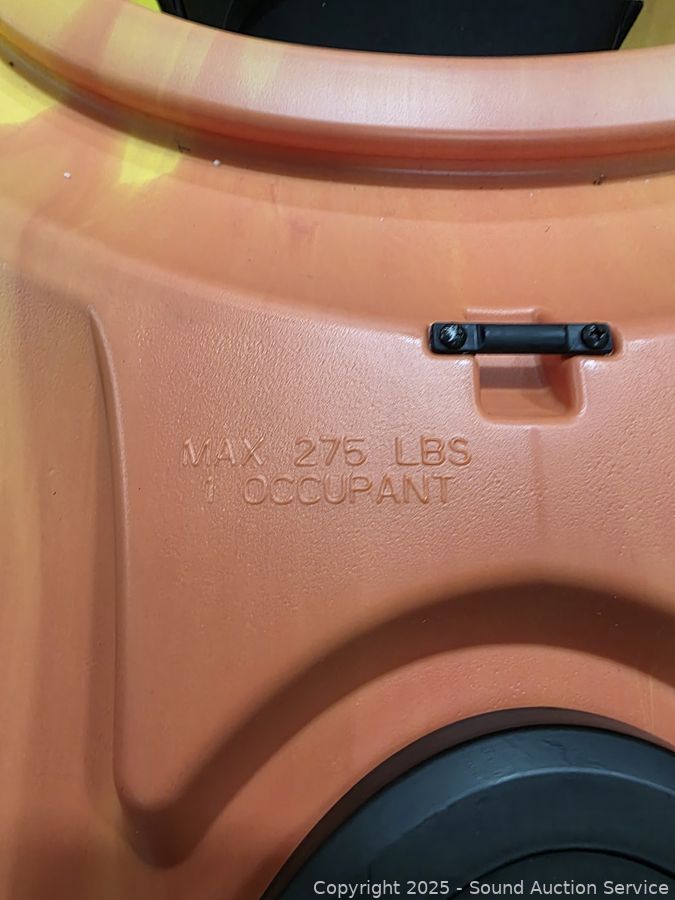 MAX 275 LBS
1 OCCUPANT
Copyright 2025 - Sound Auction Service